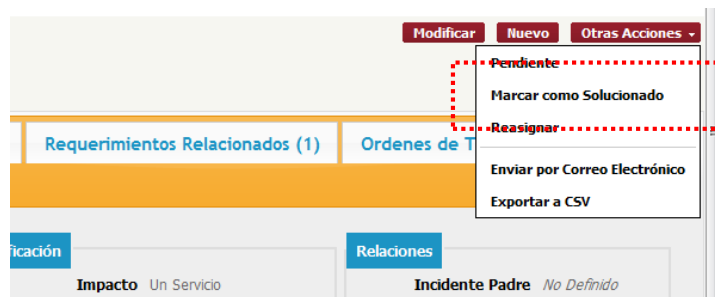 Modificar Nuevo Otras Acciones
Pendiente
Marcar como Solucionado
Reasignar
Requerimientos Relacionados (1) Ordenes de T
Enviar por Correo Electrónico
Exportar a CSV
ficación Relaciones
Impacto Un Servicio Incidente Padre No Definido